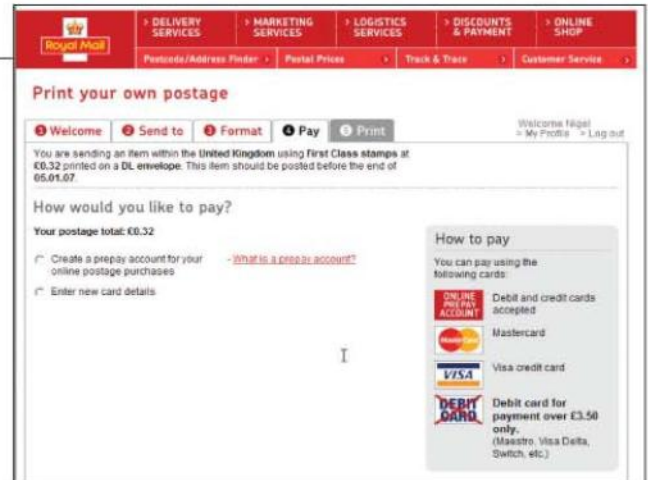 Royal Mail
> DELIVERY SERVICES
> MARKETING SERVICES
> LOGISTICS SERVICES
> DISCOUNTS & PAYMENT
> ONLINE SHOP
Postcode/Address Finder
Postal Prices
Track & Trace
Customer Service
Print your own postage
1 Welcome
2 Send to
3 Format
4 Pay
5 Print
Welcome Nigel
> My Profile > Log out
You are sending an item within the United Kingdom using First Class stamps at
£0.32 printed on a DL envelope. This item should be posted before the end of
05.01.07.
How would you like to pay?
Your postage total: £0.32
Create a prepay account for your
online postage purchases
- What is a prepay account?
Enter new card details
How to pay
You can pay using the
following cards:
ONLINE
PREPAY
ACCOUNT
Debit and credit cards
accepted
MasterCard
Mastercard
VISA
Visa credit card
DEBIT
CARD
Debit card for
payment over £3.50
only.
(Maestro, Visa Delta,
Switch, etc.)